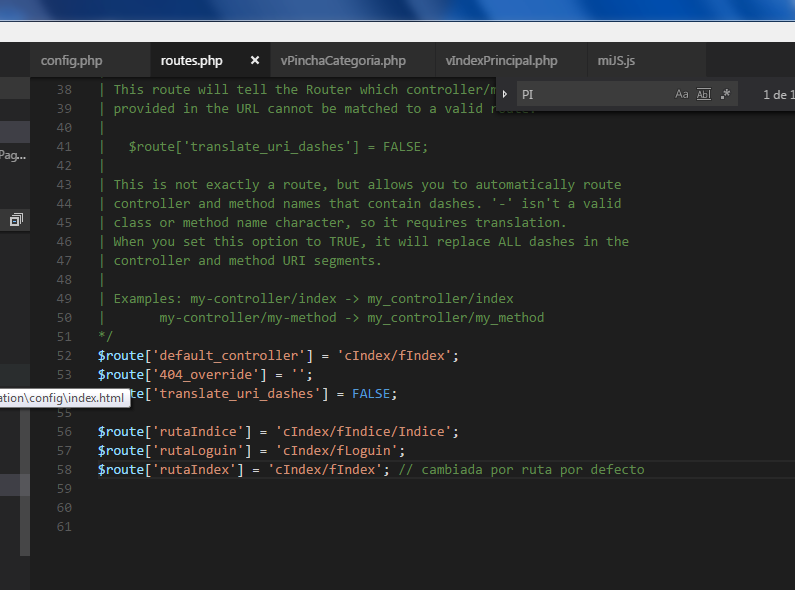 config.php routes.php × vPinchaCategoria.php vIndexPrincipal.php miJS.js
PI Aa Abl .* 1 de 1
Pag...
38 | This route will tell the Router which controller/
39 | provided in the URL cannot be matched to a valid route.
40 |
41 | $route['translate_uri_dashes'] = FALSE;
42 |
43 | This is not exactly a route, but allows you to automatically route
44 | controller and method names that contain dashes. '-' isn't a valid
45 | class or method name character, so it requires translation.
46 | When you set this option to TRUE, it will replace ALL dashes in the
47 | controller and method URI segments.
48 |
49 | Examples: my-controller/index -> my_controller/index
50 | my-controller/my-method -> my_controller/my_method
51 */
52 $route['default_controller'] = 'cIndex/fIndex';
53 $route['404_override'] = '';
ation\config\index.html te['translate_uri_dashes'] = FALSE;
55
56 $route['rutaIndice'] = 'cIndex/fIndice/Indice';
57 $route['rutaLoguin'] = 'cIndex/fLoguin';
58 $route['rutaIndex'] = 'cIndex/fIndex'; // cambiada por ruta por defecto
59
60
61